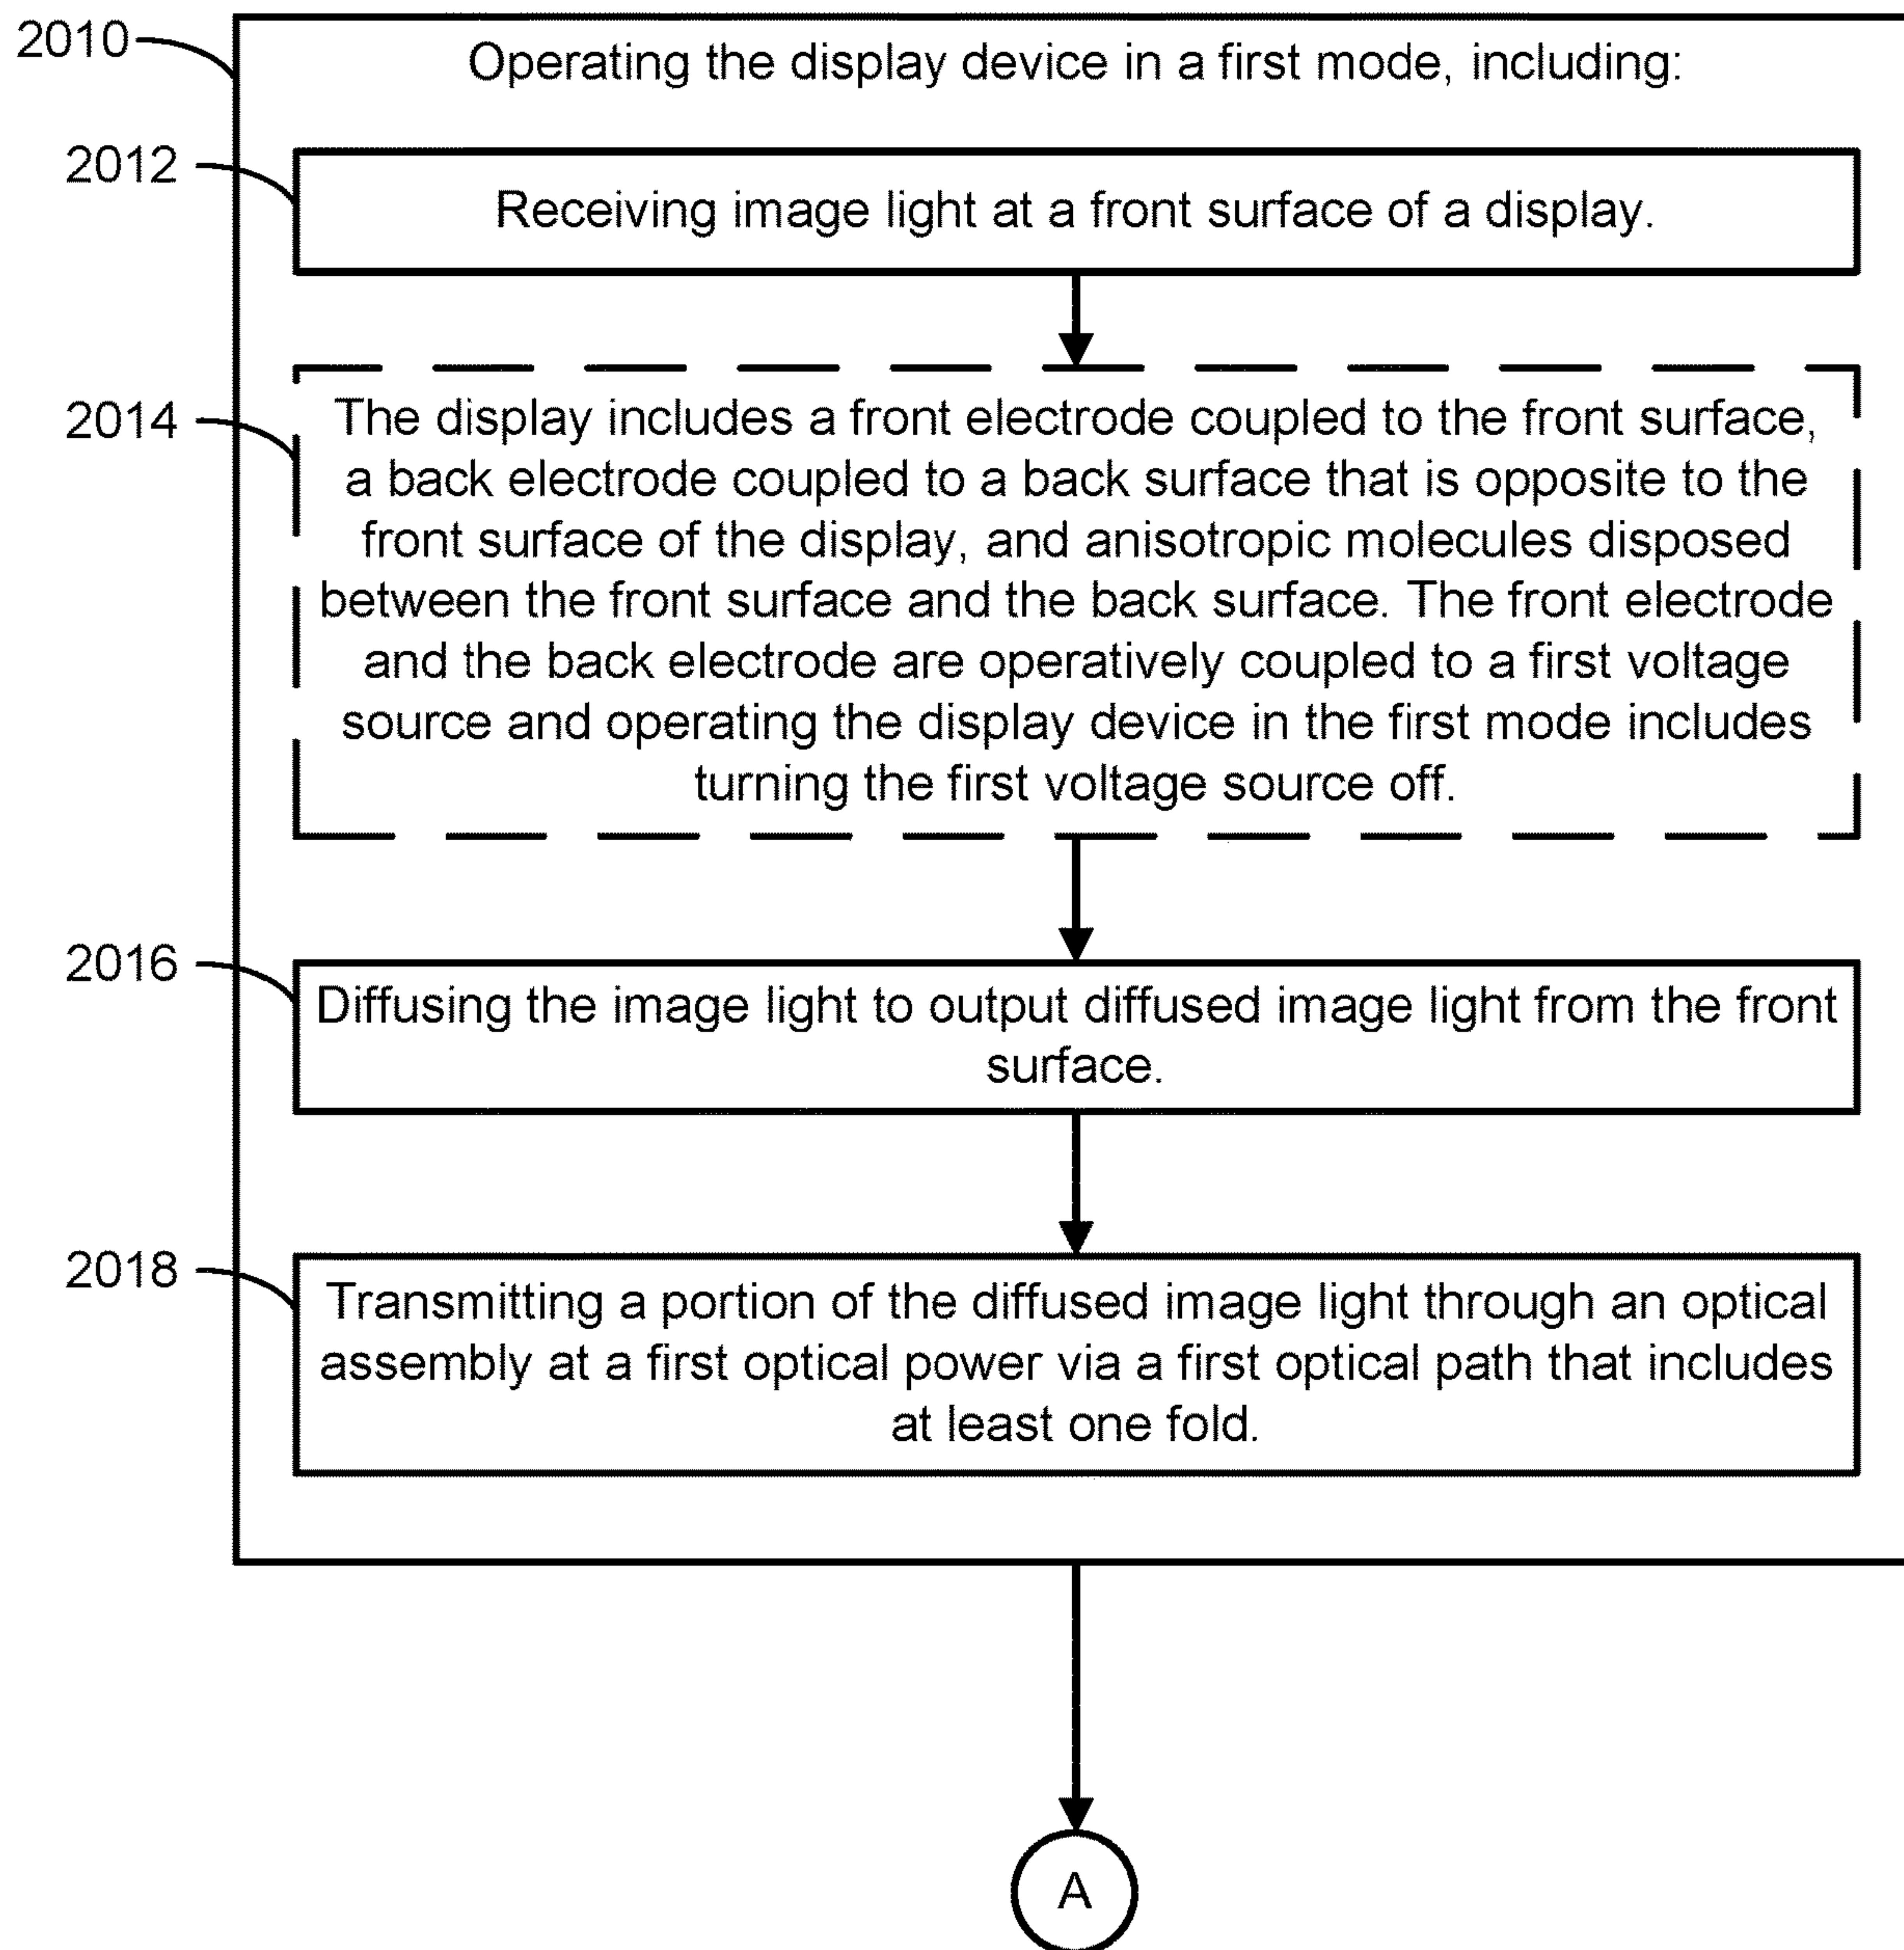 2010
Operating the display device in a first mode, including:
2012
Receiving image light at a front surface of a display.
2014
The display includes a front electrode coupled to the front surface,
a back electrode coupled to a back surface that is opposite to the
front surface of the display, and anisotropic molecules disposed
between the front surface and the back surface. The front electrode
and the back electrode are operatively coupled to a first voltage
source and operating the display device in the first mode includes
turning the first voltage source off.
2016
Diffusing the image light to output diffused image light from the front
surface.
2018
Transmitting a portion of the diffused image light through an optical
assembly at a first optical power via a first optical path that includes
at least one fold.
A